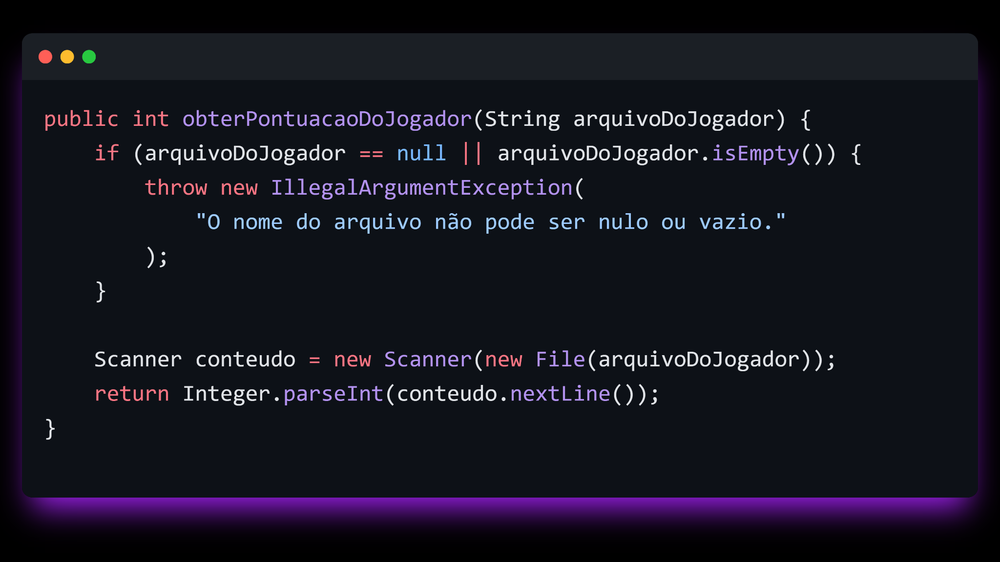 public int obterPontuacaoDoJogador(String arquivoDoJogador) {
    if (arquivoDoJogador == null || arquivoDoJogador.isEmpty()) {
        throw new IllegalArgumentException(
            "O nome do arquivo não pode ser nulo ou vazio."
        );
    }

    Scanner conteudo = new Scanner(new File(arquivoDoJogador));
    return Integer.parseInt(conteudo.nextLine());
}